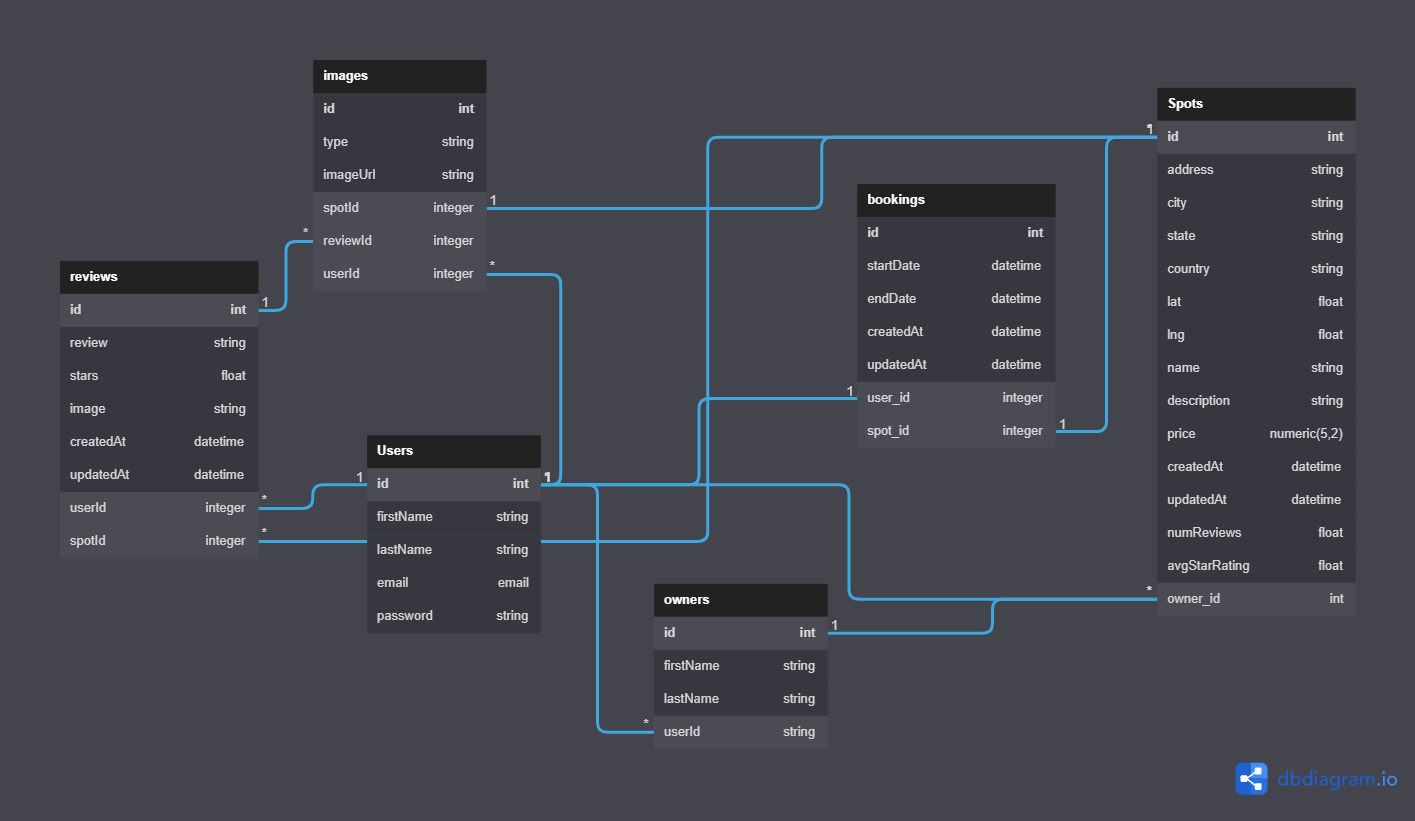 images
id int
type string
imageUrl string
spotId integer
reviewId integer
userId integer
1
*
*
reviews
id int
review string
stars float
image string
createdAt datetime
updatedAt datetime
userId integer
spotId integer
1
*
*
Users
id int
firstName string
lastName string
email email
password string
1
1
bookings
id int
startDate datetime
endDate datetime
createdAt datetime
updatedAt datetime
user_id integer
spot_id integer
1
1
owners
id int
firstName string
lastName string
userId string
1
*
Spots
id int
address string
city string
state string
country string
lat float
lng float
name string
description string
price numeric(5,2)
createdAt datetime
updatedAt datetime
numReviews float
avgStarRating float
owner_id int
1
*
dbdiagram.io